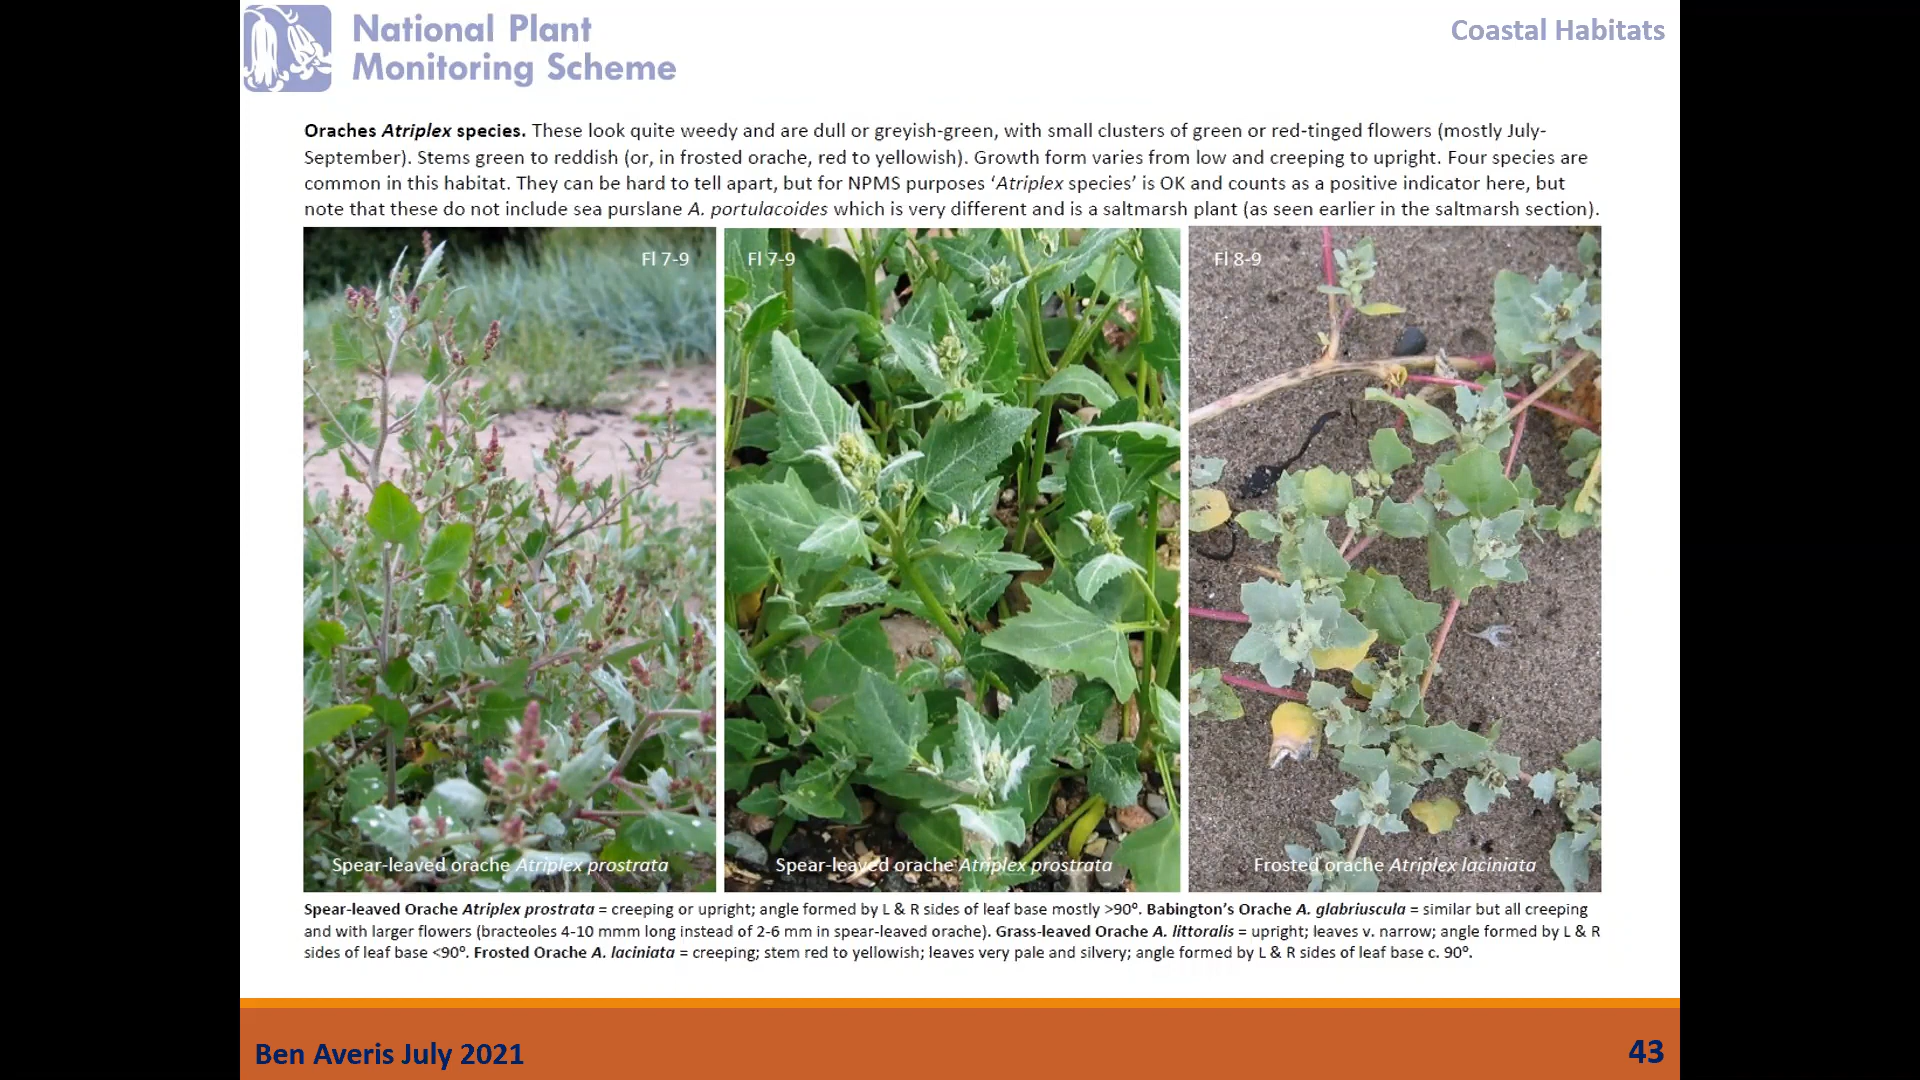 National Plant
Monitoring Scheme
Coastal Habitats
Oraches Atriplex species. These look quite weedy and are dull or greyish-green, with small clusters of green or red-tinged flowers (mostly July-
September). Stems green to reddish (or, in frosted orache, red to yellowish). Growth form varies from low and creeping to upright. Four species are
common in this habitat. They can be hard to tell apart, but for NPMS purposes ‘Atriplex species’ is OK and counts as a positive indicator here, but
note that these do not include sea purslane A. portulacoides which is very different and is a saltmarsh plant (as seen earlier in the saltmarsh section).
Fl 7-9
Fl 7-9
Fl 8-9
Spear-leaved orache Atriplex prostrata
Spear-leaved orache Atriplex prostrata
Frosted orache Atriplex laciniata
Spear-leaved Orache Atriplex prostrata = creeping or upright; angle formed by L & R sides of leaf base mostly >90º. Babington’s Orache A. glabriuscula = similar but all creeping
and with larger flowers (bracteoles 4-10 mmm long instead of 2-6 mm in spear-leaved orache). Grass-leaved Orache A. littoralis = upright; leaves v. narrow; angle formed by L & R
sides of leaf base <90º. Frosted Orache A. laciniata = creeping; stem red to yellowish; leaves very pale and silvery; angle formed by L & R sides of leaf base c. 90º.
Ben Averis July 2021
43